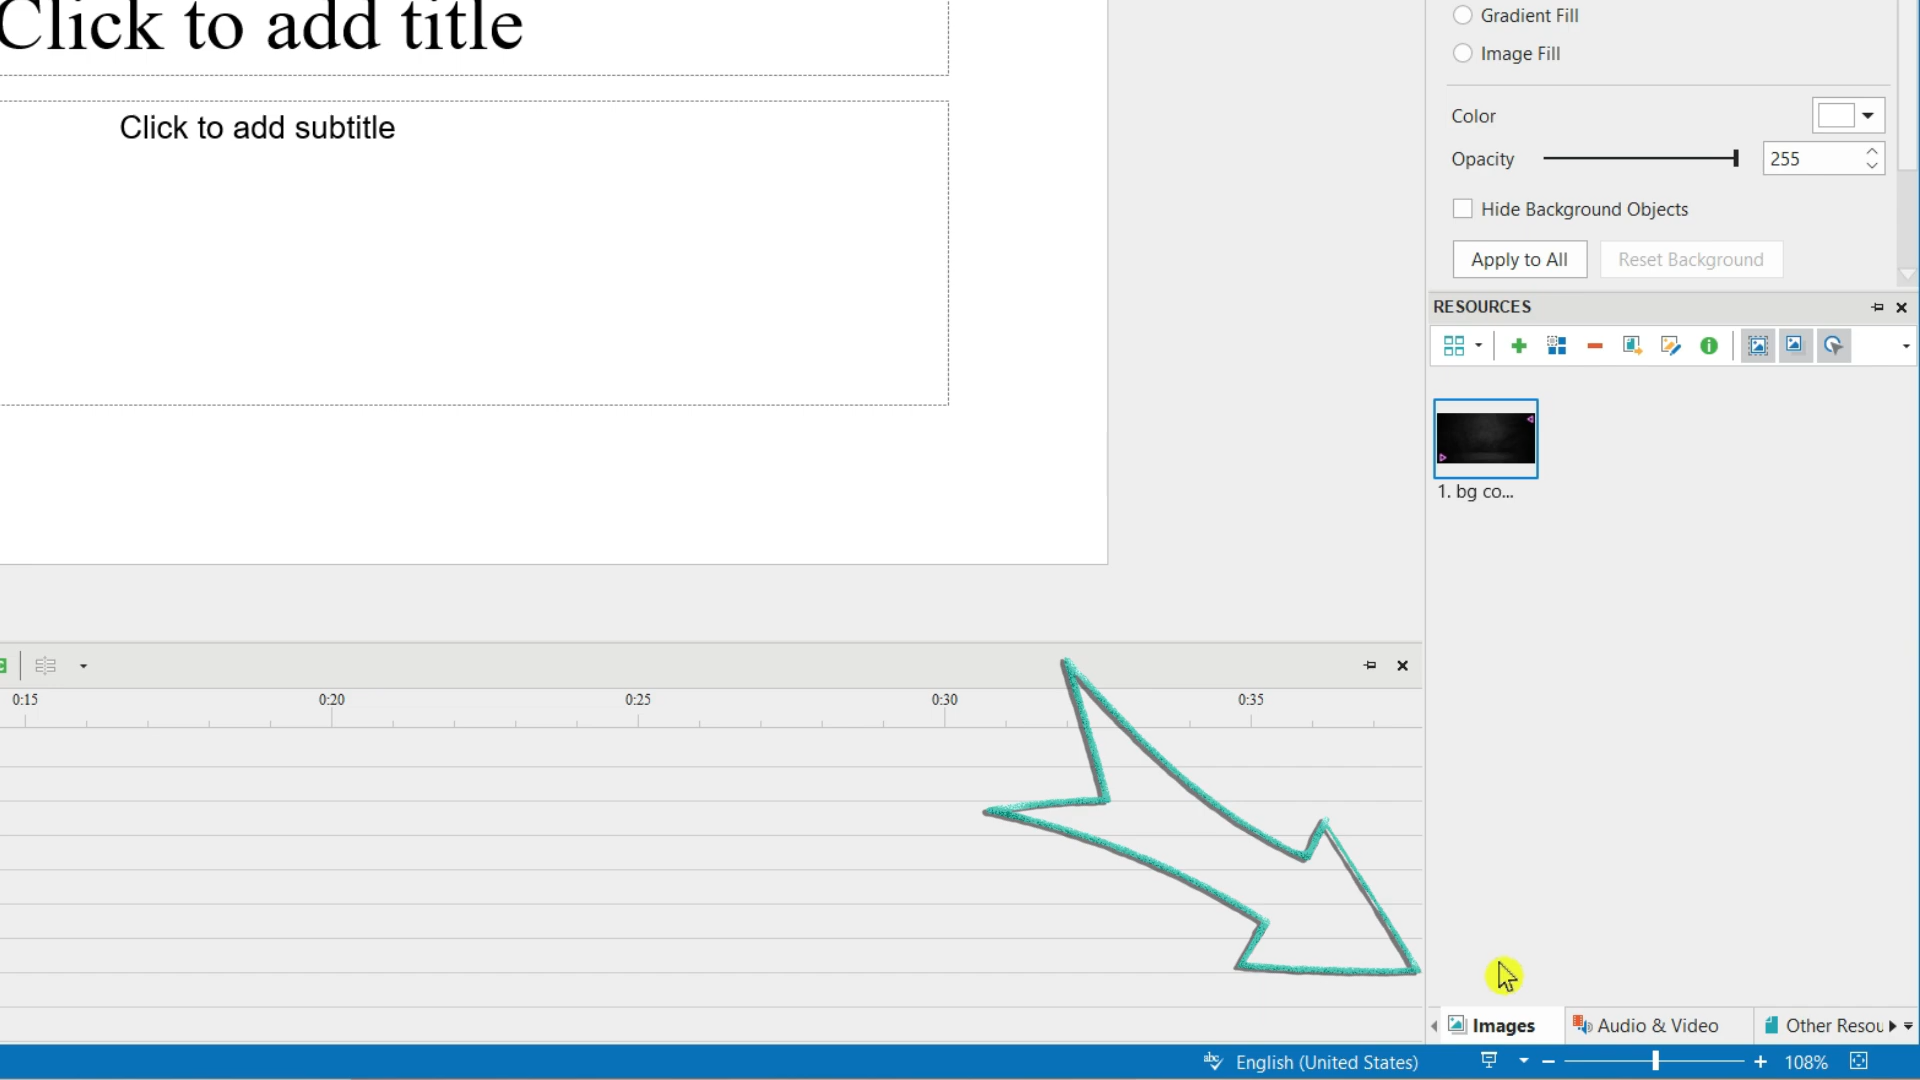 Click to add title
Click to add subtitle
Gradient Fill
Image Fill
Color
Opacity
255
Hide Background Objects
Apply to All
Reset Background
RESOURCES
1. bg co...
0:15
0:20
0:25
0:30
0:35
Images
Audio & Video
Other Resou
abc
English (United States)
108%